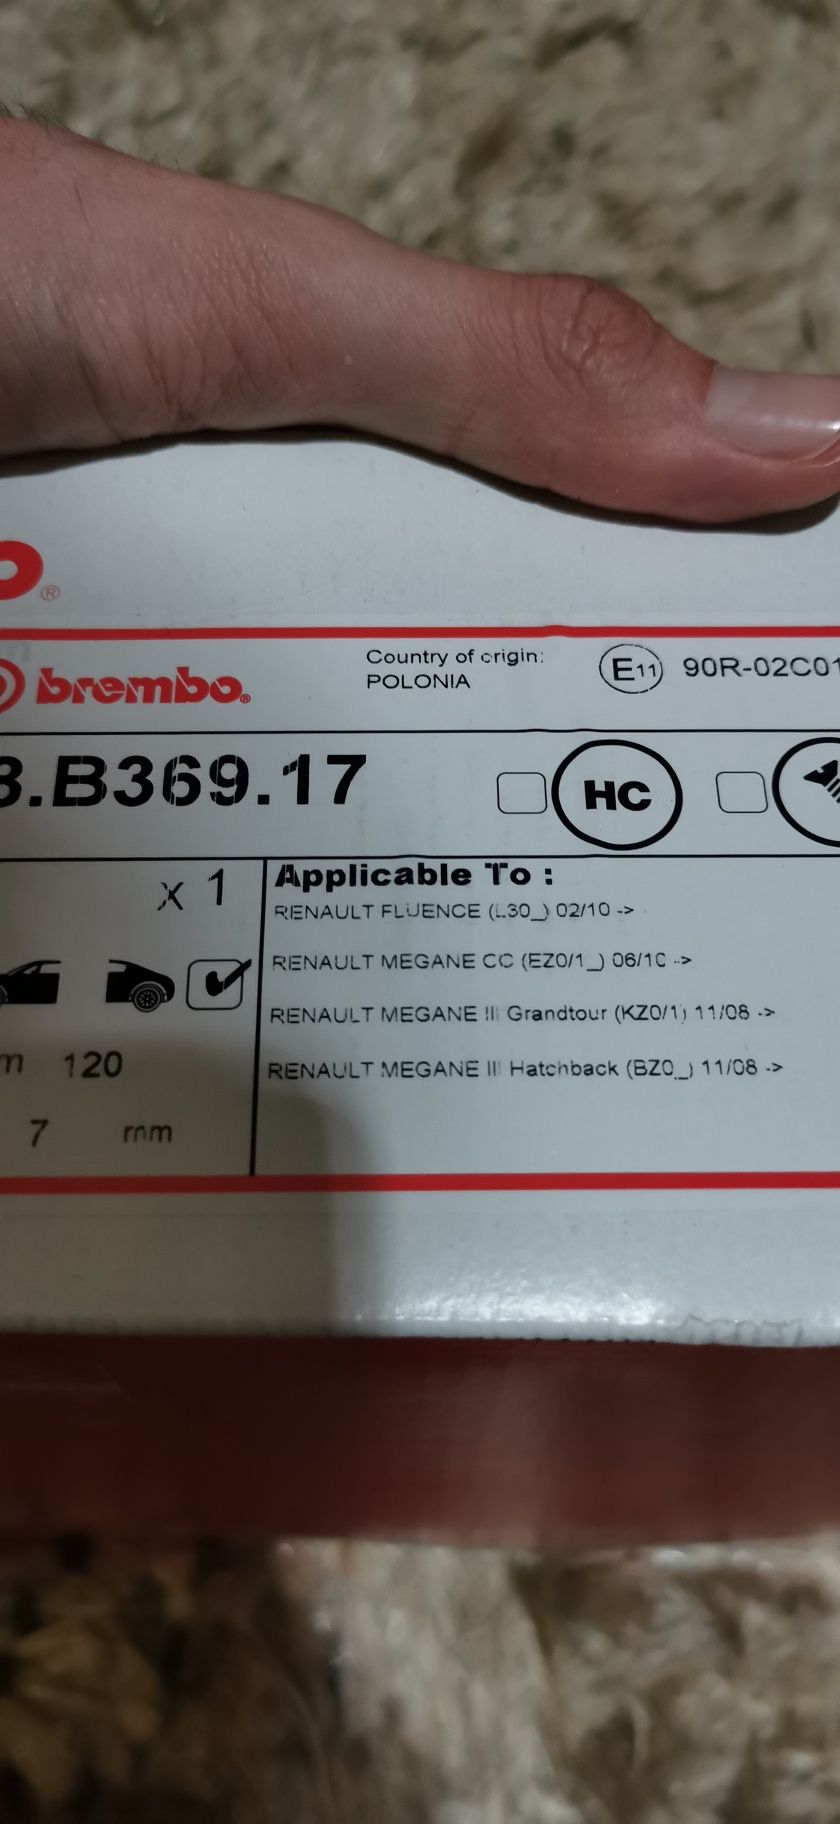 ®
brembo®
Country of origin:
POLONIA
E11 90R-02C01
.B369.17
HC
x 1
Applicable To :
RENAULT FLUENCE (L30_) 02/10 ->
RENAULT MEGANE CC (EZ0/1_) 06/10 ->
RENAULT MEGANE III Grandtour (KZ0/1) 11/08 ->
120
RENAULT MEGANE III Hatchback (BZ0_) 11/08 ->
7 mm